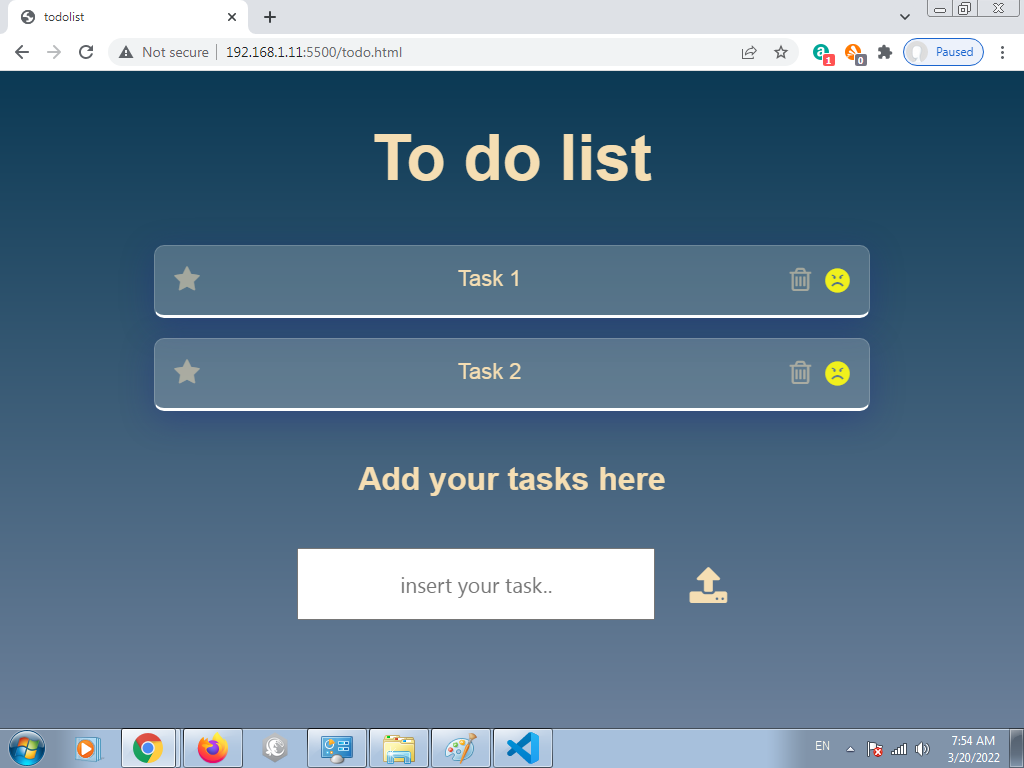 todolist
Not secure 192.168.1.11:5500/todo.html
1
0
Paused
To do list
Task 1
Task 2
Add your tasks here
insert your task..
EN
7:54 AM
3/20/2022